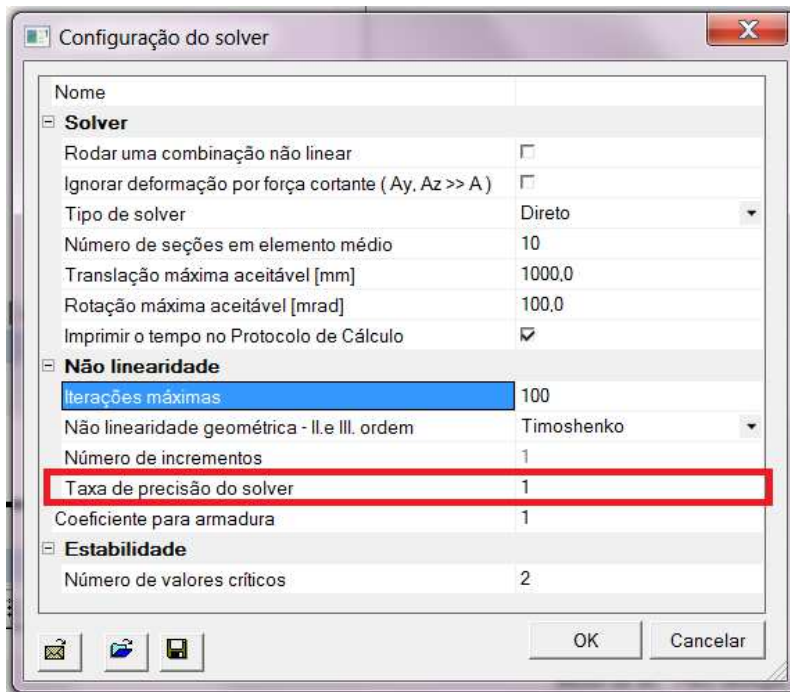 Configuração do solver
Nome
Solver
Rodar uma combinação não linear
Ignorar deformação por força cortante ( Ay, Az >> A )
Tipo de solver Direto
Número de seções em elemento médio 10
Translação máxima aceitável [mm] 1000,0
Rotação máxima aceitável [mrad] 100,0
Imprimir o tempo no Protocolo de Cálculo
Não linearidade
Iterações máximas 100
Não linearidade geométrica - II.e III. ordem Timoshenko
Número de incrementos 1
Taxa de precisão do solver 1
Coeficiente para armadura 1
Estabilidade
Número de valores críticos 2
OK Cancelar